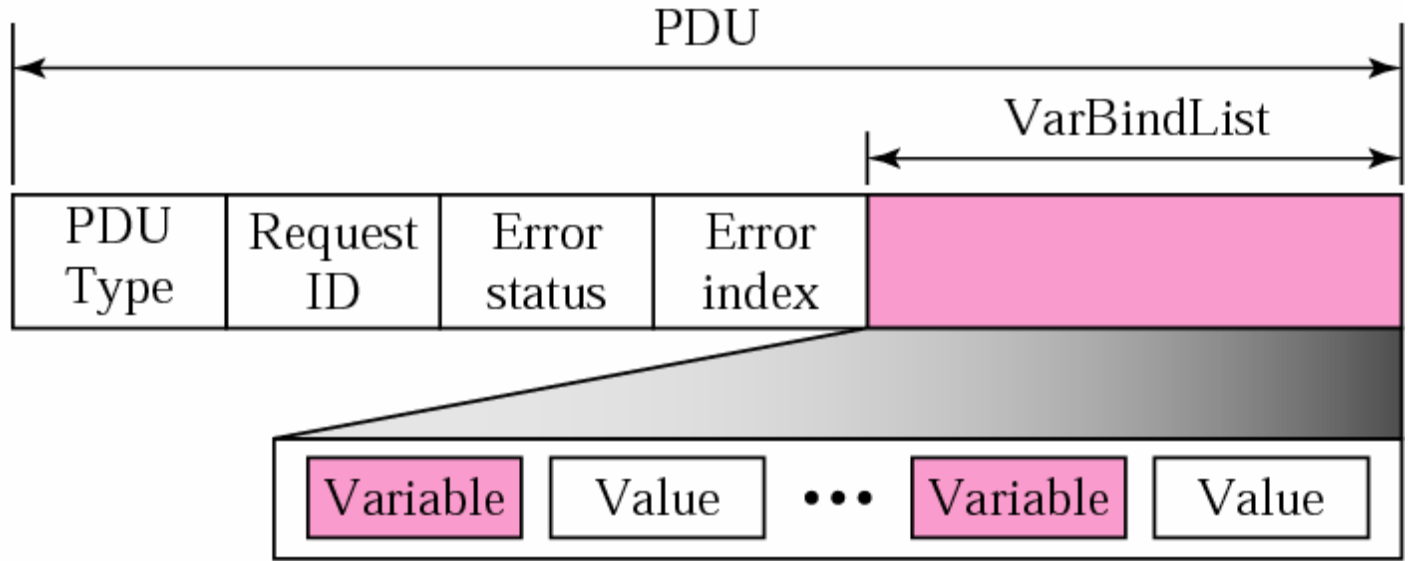 PDU
VarBindList
PDU
Type
Request
ID
Error
status
Error
index
Variable
Value
Variable
Value